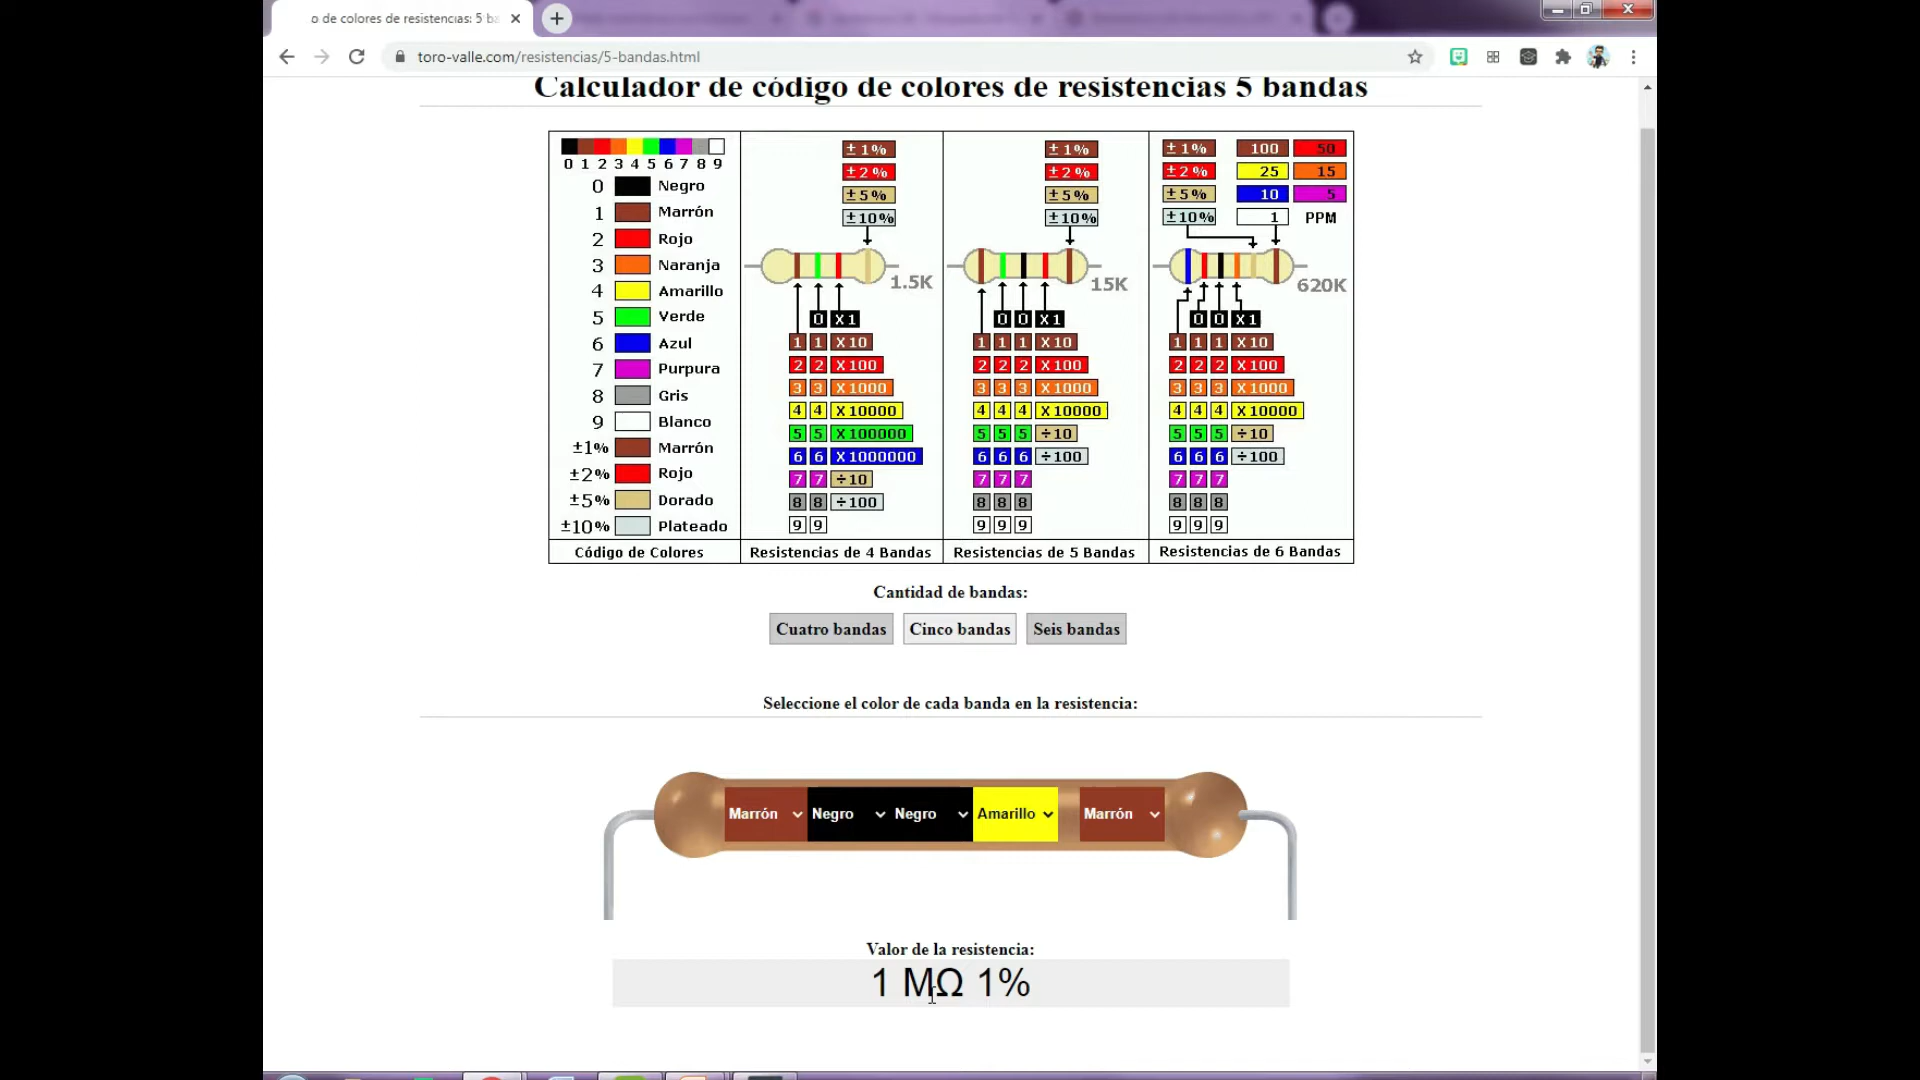 o de colores de resistencias: 5 ba
toro-valle.com/resistencias/5-bandas.html
Calculador de código de colores de resistencias 5 bandas
0 1 2 3 4 5 6 7 8 9
0 Negro
1 Marrón
2 Rojo
3 Naranja
4 Amarillo
5 Verde
6 Azul
7 Purpura
8 Gris
9 Blanco
±1% Marrón
±2% Rojo
±5% Dorado
±10% Plateado
Código de Colores
±1%
±2%
±5%
±10%
1.5K
0 X1
1 1 X10
2 2 X100
3 3 X1000
4 4 X10000
5 5 X100000
6 6 X1000000
7 7 ÷10
8 8 ÷100
9 9
Resistencias de 4 Bandas
±1%
±2%
±5%
±10%
15K
0 0 X1
1 1 1 X10
2 2 2 X100
3 3 3 X1000
4 4 4 X10000
5 5 5 ÷10
6 6 6 ÷100
7 7 7
8 8 8
9 9 9
Resistencias de 5 Bandas
±1% 100 50
±2% 25 15
±5% 10 5
±10% 1 PPM
620K
0 0 X1
1 1 1 X10
2 2 2 X100
3 3 3 X1000
4 4 4 X10000
5 5 5 ÷10
6 6 6 ÷100
7 7 7
8 8 8
9 9 9
Resistencias de 6 Bandas
Cantidad de bandas:
Cuatro bandas Cinco bandas Seis bandas
Seleccione el color de cada banda en la resistencia:
Marrón Negro Negro Amarillo Marrón
Valor de la resistencia:
1 MΩ 1%